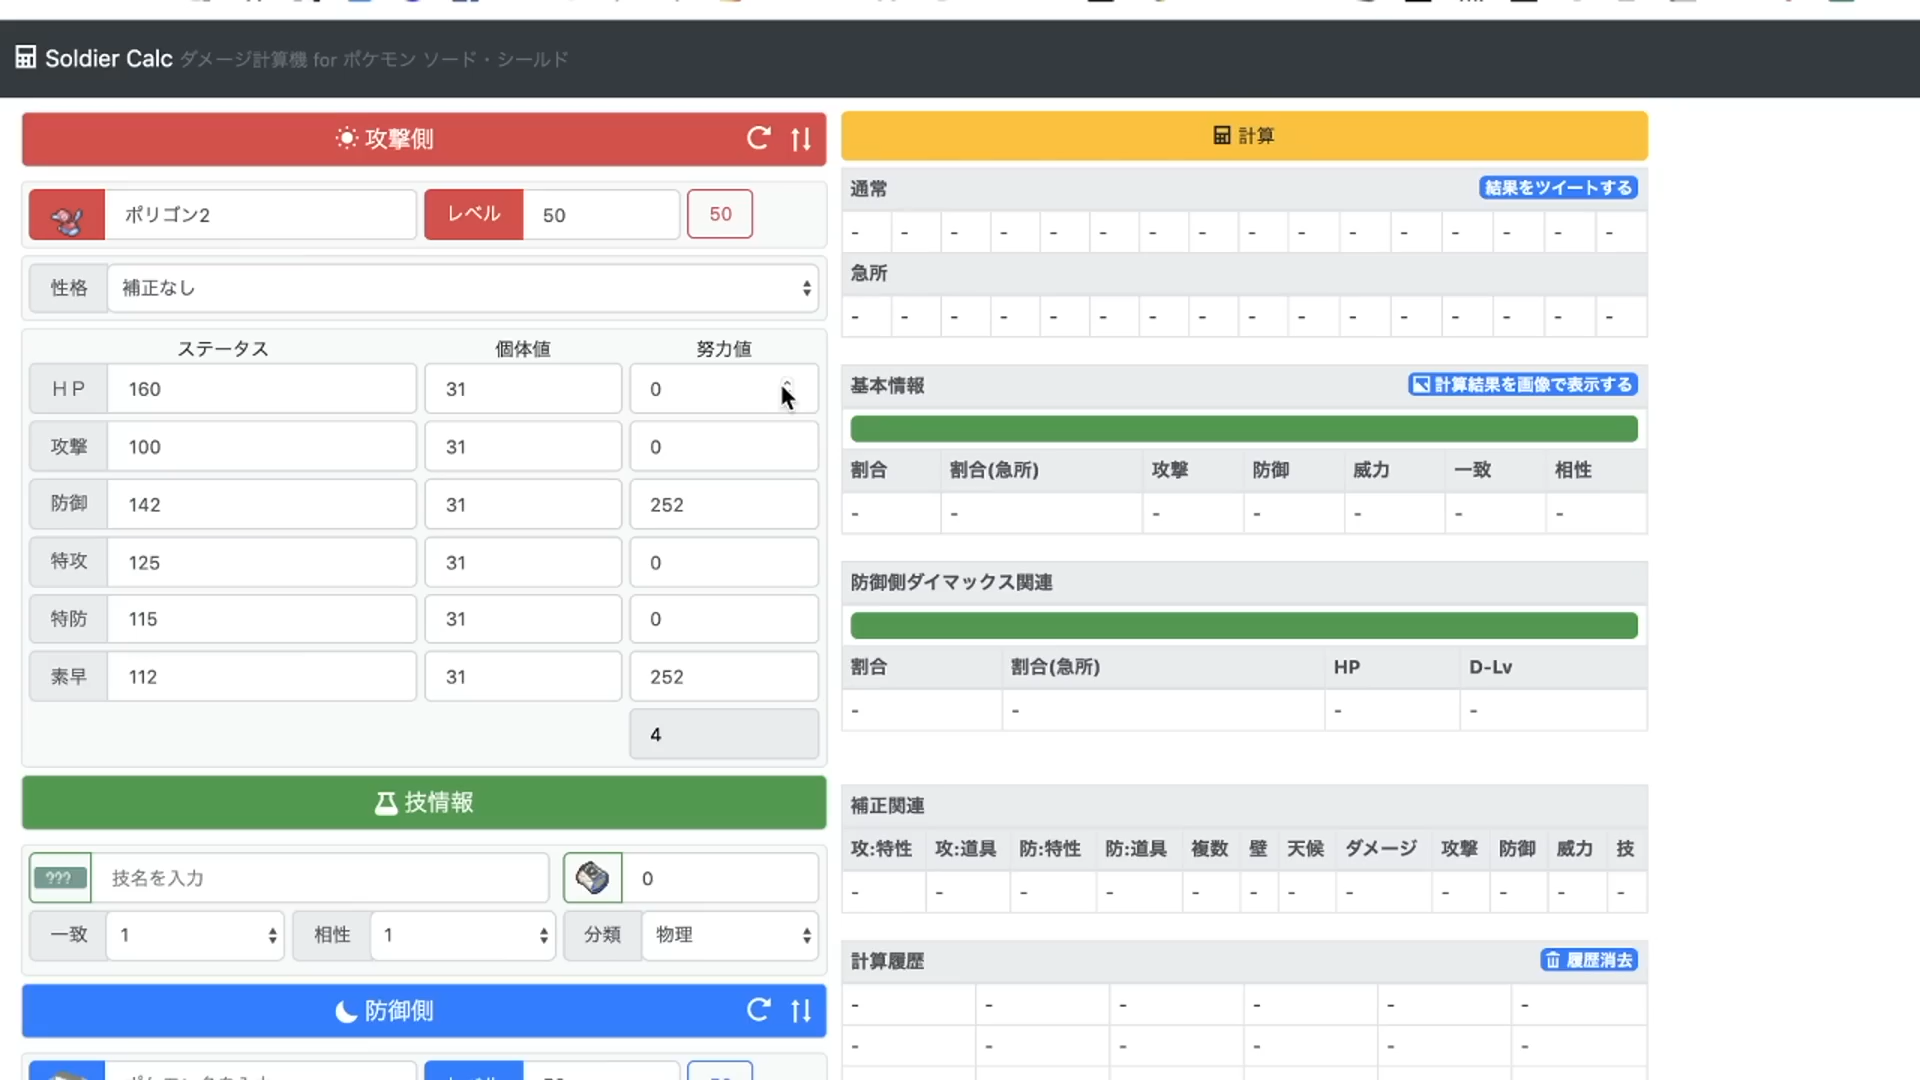 Soldier Calc ダメージ計算機 for ポケモン ソード・シールド
攻撃側
ポリゴン2 レベル 50 50
性格 補正なし
ステータス 個体値 努力値
HP 160 31 0
攻撃 100 31 0
防御 142 31 252
特攻 125 31 0
特防 115 31 0
素早 112 31 252
4
技情報
??? 技名を入力 0
一致 1 相性 1 分類 物理
防御側
計算
通常 結果をツイートする
- - - - - - - - - - - - - - - -
急所
- - - - - - - - - - - - - - - -
基本情報 計算結果を画像で表示する
割合 割合(急所) 攻撃 防御 威力 一致 相性
- - - - - - -
防御側ダイマックス関連
割合 割合(急所) HP D-Lv
- - - -
補正関連
攻:特性 攻:道具 防:特性 防:道具 複数 壁 天候 ダメージ 攻撃 防御 威力 技
- - - - - - - - - - - -
計算履歴 履歴消去
- - - - - -
- - - - - -